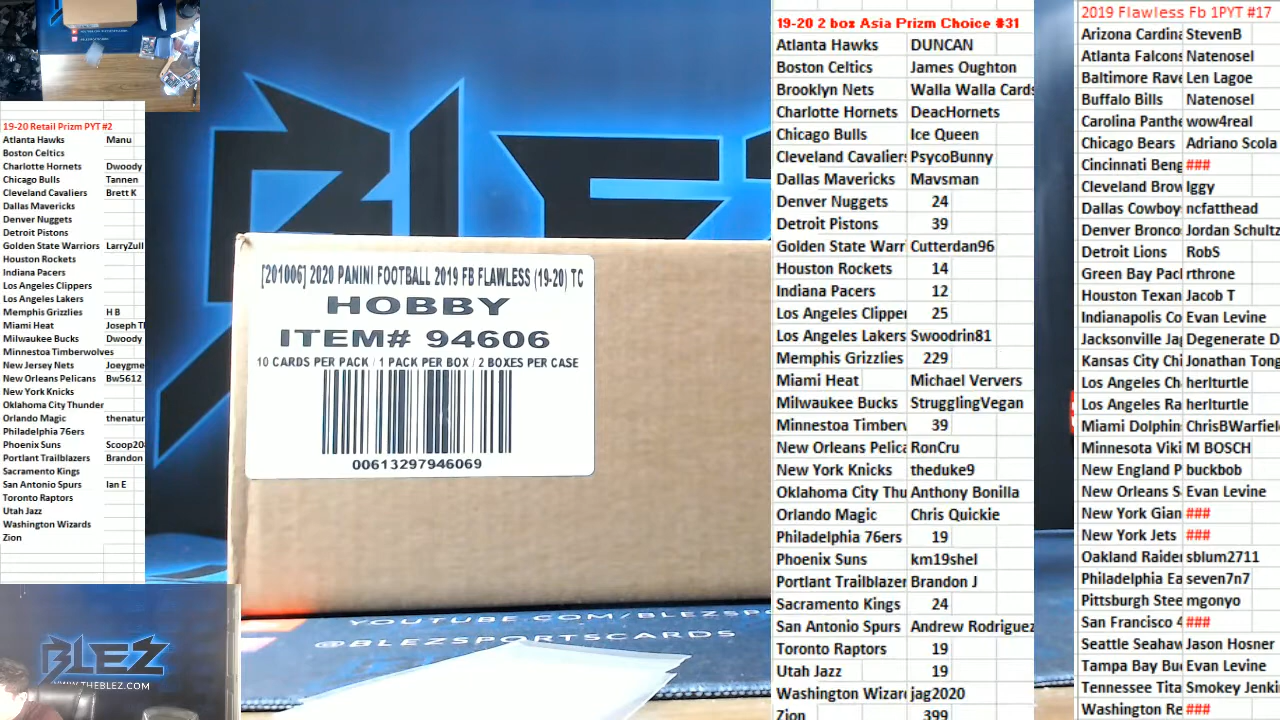 19-20 Retail Prizm PYT #2
Atlanta Hawks Manu
Boston Celtics
Charlotte Hornets Dwoody
Chicago Bulls Tannen
Cleveland Cavaliers Brett K
Dallas Mavericks
Denver Nuggets
Detroit Pistons
Golden State Warriors LarryZull
Houston Rockets
Indiana Pacers
Los Angeles Clippers
Los Angeles Lakers
Memphis Grizzlies H B
Miami Heat Joseph Tl
Milwaukee Bucks Dwoody
Minnestoa Timberwolves
New Jersey Nets Joeygme
New Orleans Pelicans Bw5612
New York Knicks
Oklahoma City Thunder
Orlando Magic thenatur
Philadelphia 76ers
Phoenix Suns Scoop20
Portlant Trailblazers Brandon
Sacramento Kings
San Antonio Spurs Ian E
Toronto Raptors
Utah Jazz
Washington Wizards
Zion
BLEZ
WWW.THEBLEZ.COM
BLEZ
[201006] 2020 PANINI FOOTBALL 2019 FB FLAWLESS (19-20) TC
HOBBY
ITEM# 94606
10 CARDS PER PACK / 1 PACK PER BOX / 2 BOXES PER CASE
00613297946069
YOUTUBE.COM/BLEZSPO
@BLEZSPORTSCARDS
19-20 2 box Asia Prizm Choice #31
Atlanta Hawks DUNCAN
Boston Celtics James Oughton
Brooklyn Nets Walla Walla Cards
Charlotte Hornets DeacHornets
Chicago Bulls Ice Queen
Cleveland Cavaliers PsycoBunny
Dallas Mavericks Mavsman
Denver Nuggets 24
Detroit Pistons 39
Golden State Warr Cutterdan96
Houston Rockets 14
Indiana Pacers 12
Los Angeles Clipper 25
Los Angeles Lakers Swoodrin81
Memphis Grizzlies 229
Miami Heat Michael Ververs
Milwaukee Bucks StrugglingVegan
Minnestoa Timberv 39
New Orleans Pelica RonCru
New York Knicks theduke9
Oklahoma City Thu Anthony Bonilla
Orlando Magic Chris Quickie
Philadelphia 76ers 19
Phoenix Suns km19shel
Portlant Trailblazer Brandon J
Sacramento Kings 24
San Antonio Spurs Andrew Rodriguez
Toronto Raptors 19
Utah Jazz 19
Washington Wizard jag2020
Zion 399
2019 Flawless Fb 1PYT #17
Arizona Cardina StevenB
Atlanta Falcons Natenosel
Baltimore Rave Len Lagoe
Buffalo Bills Natenosel
Carolina Panthe wow4real
Chicago Bears Adriano Scola
Cincinnati Beng ###
Cleveland Brow Iggy
Dallas Cowboy ncfatthead
Denver Bronco Jordan Schultz
Detroit Lions RobS
Green Bay Pack rthrone
Houston Texan Jacob T
Indianapolis Co Evan Levine
Jacksonville Jag Degenerate D
Kansas City Chi Jonathan Tong
Los Angeles Ch herlturtle
Los Angeles Ra herlturtle
Miami Dolphin ChrisBWarfiel
Minnesota Viki M BOSCH
New England P buckbob
New Orleans S Evan Levine
New York Gian ###
New York Jets ###
Oakland Raide sblum2711
Philadelphia Ea seven7n7
Pittsburgh Stee mgonyo
San Francisco 4 ###
Seattle Seahaw Jason Hosner
Tampa Bay Bu Evan Levine
Tennessee Tita Smokey Jenki
Washington Re ###